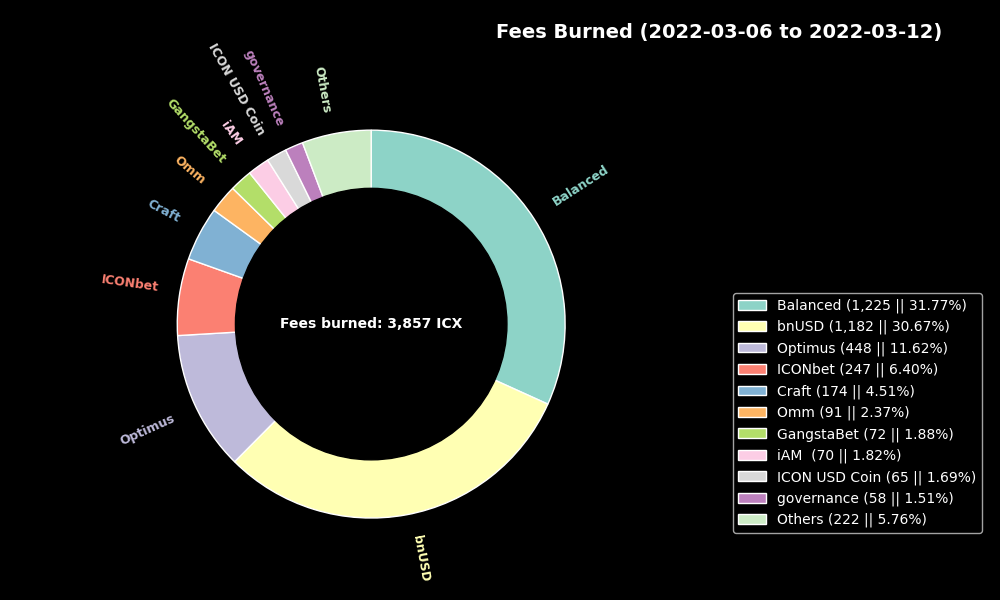 Fees Burned (2022-03-06 to 2022-03-12)
Others
governance
ICON USD Coin
iAM
GangstaBet
Omm
Craft
ICONbet
Optimus
bnUSD
Balanced
Fees burned: 3,857 ICX
Balanced (1,225 || 31.77%)
bnUSD (1,182 || 30.67%)
Optimus (448 || 11.62%)
ICONbet (247 || 6.40%)
Craft (174 || 4.51%)
Omm (91 || 2.37%)
GangstaBet (72 || 1.88%)
iAM  (70 || 1.82%)
ICON USD Coin (65 || 1.69%)
governance (58 || 1.51%)
Others (222 || 5.76%)